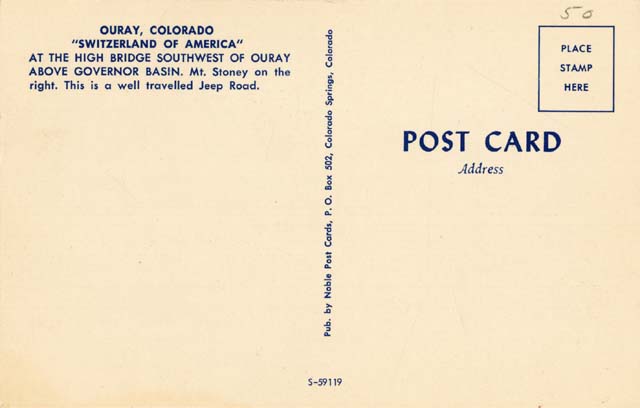 OURAY, COLORADO
"SWITZERLAND OF AMERICA"
AT THE HIGH BRIDGE SOUTHWEST OF OURAY
ABOVE GOVERNOR BASIN. Mt. Stoney on the
right. This is a well travelled Jeep Road.
Pub. by Noble Post Cards, P. O. Box 502, Colorado Springs, Colorado
S-59119
50
PLACE
STAMP
HERE
POST CARD
Address